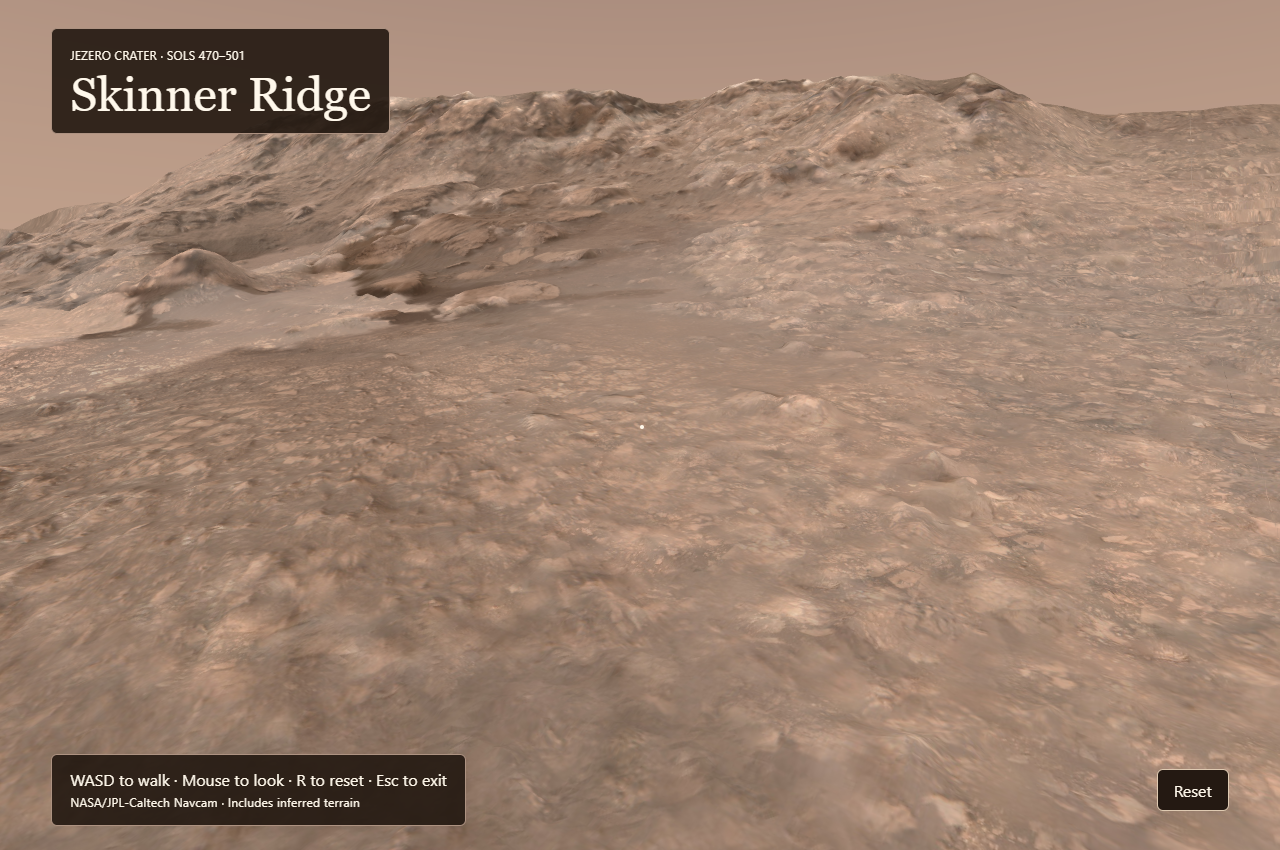 JEZERO CRATER · SOLS 470–501
Skinner Ridge
WASD to walk · Mouse to look · R to reset · Esc to exit
NASA/JPL-Caltech Navcam · Includes inferred terrain
Reset